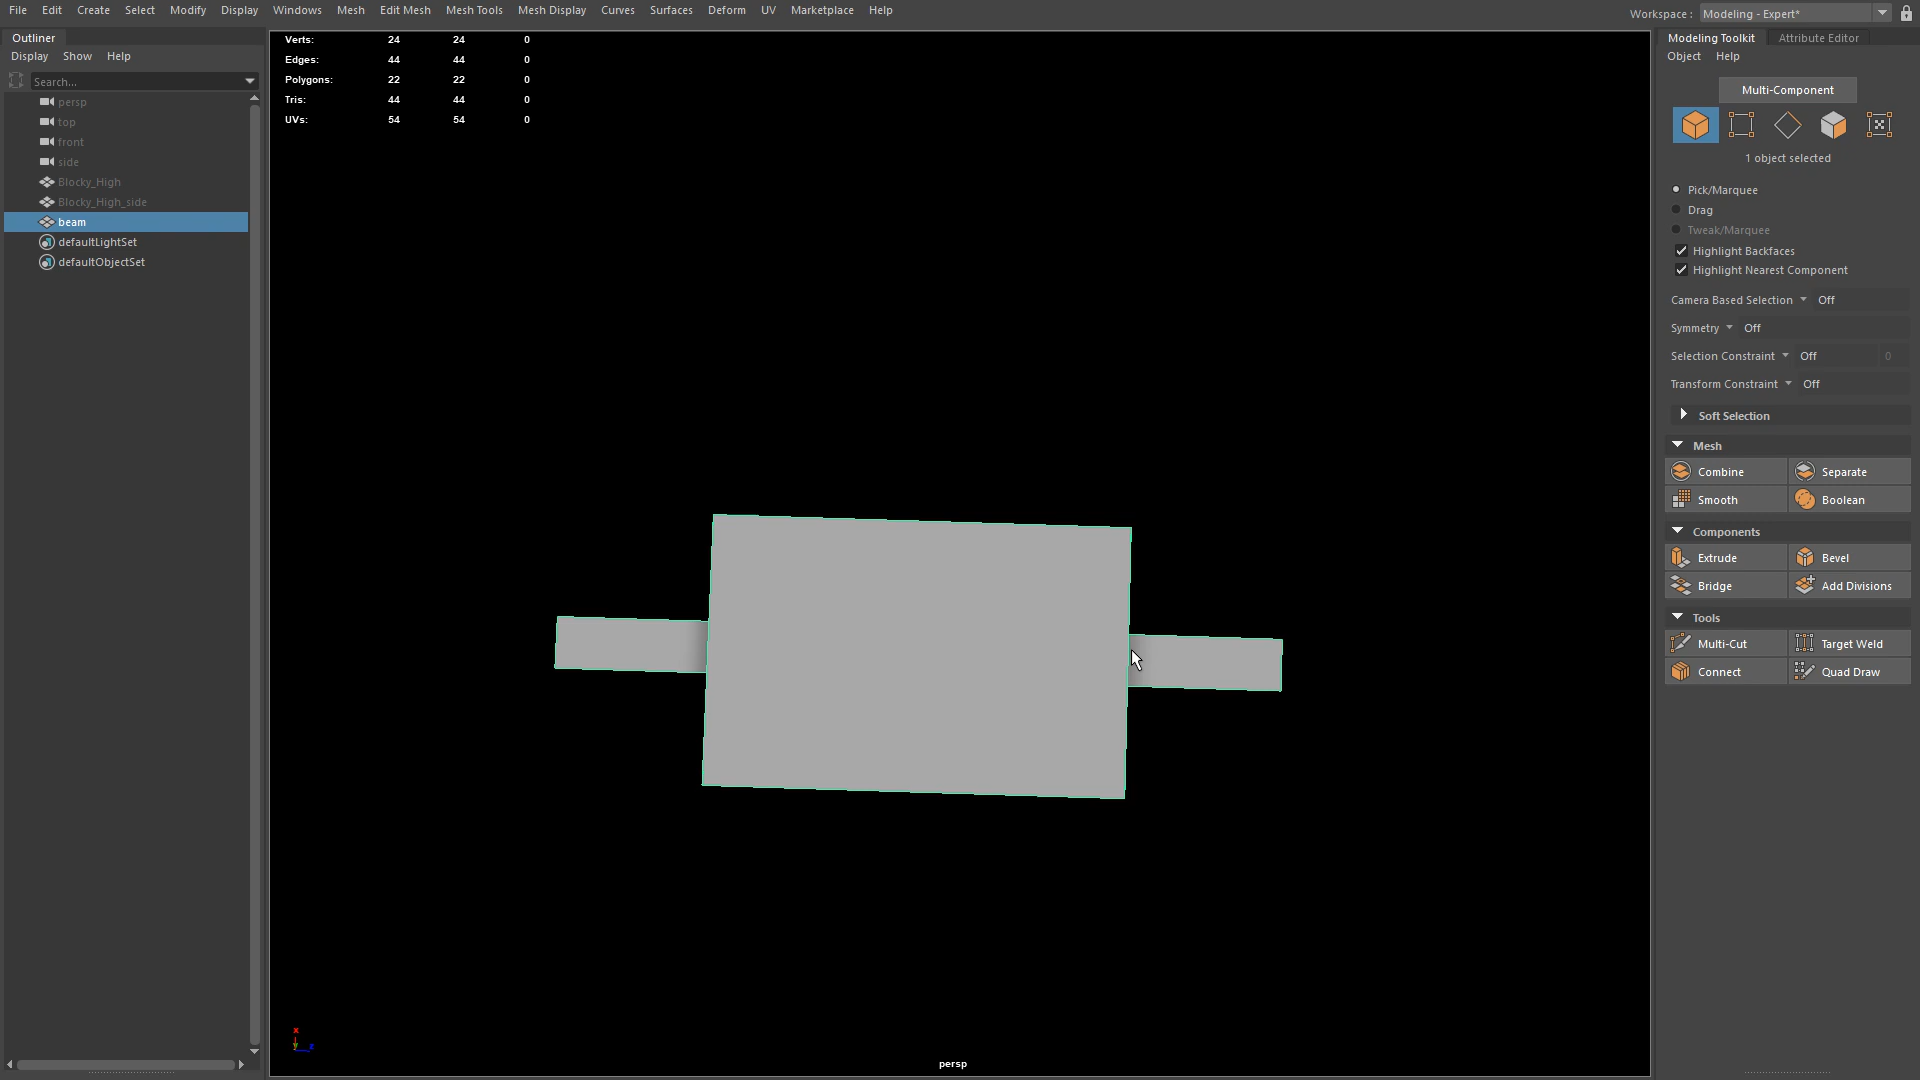 File Edit Create Select Modify Display Windows Mesh Edit Mesh Mesh Tools Mesh Display Curves Surfaces Deform UV Marketplace Help
Workspace : Modeling - Expert*
Outliner
Display Show Help
Search...
persp
top
front
side
Blocky_High
Blocky_High_side
beam
defaultLightSet
defaultObjectSet
Verts: 24 24 0
Edges: 44 44 0
Polygons: 22 22 0
Tris: 44 44 0
UVs: 54 54 0
x
y
z
persp
Modeling Toolkit Attribute Editor
Object Help
Multi-Component
1 object selected
Pick/Marquee
Drag
Tweak/Marquee
Highlight Backfaces
Highlight Nearest Component
Camera Based Selection Off
Symmetry Off
Selection Constraint Off 0
Transform Constraint Off
Soft Selection
Mesh
Combine Separate
Smooth Boolean
Components
Extrude Bevel
Bridge Add Divisions
Tools
Multi-Cut Target Weld
Connect Quad Draw